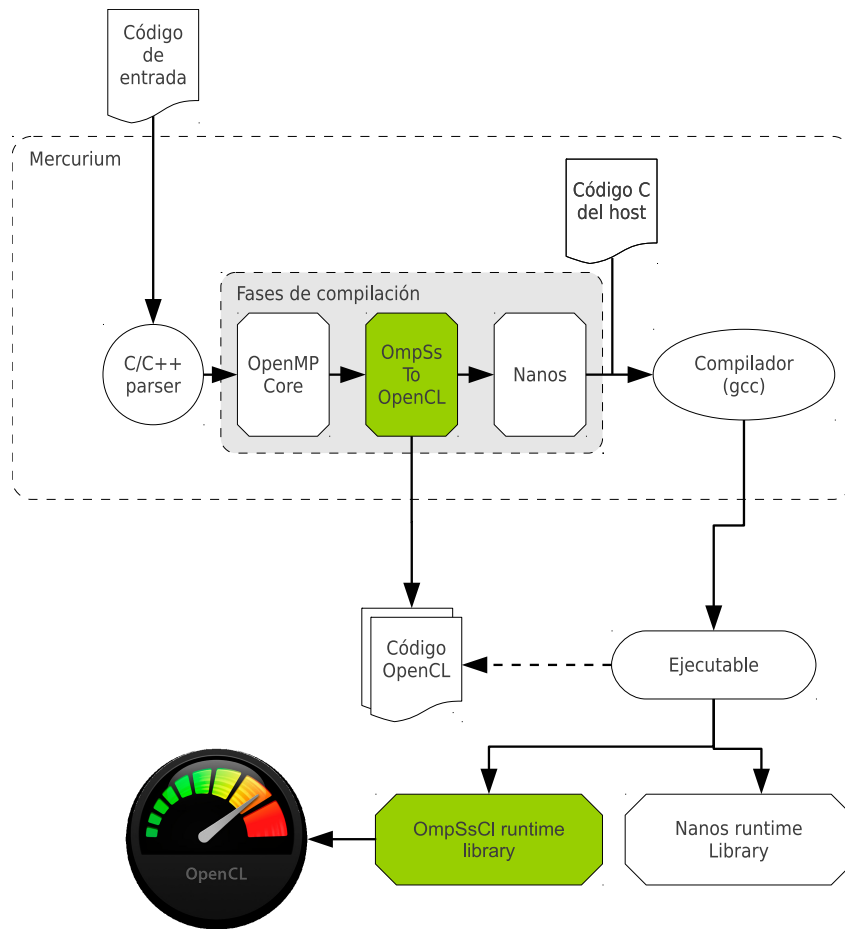 Código
de
entrada
Mercurium
Código C
del host
Fases de compilación
C/C++
parser
OpenMP
Core
OmpSs
To
OpenCL
Nanos
Compilador
(gcc)
Código
OpenCL
Ejecutable
OmpSsCl runtime
library
Nanos runtime
Library
OpenCL